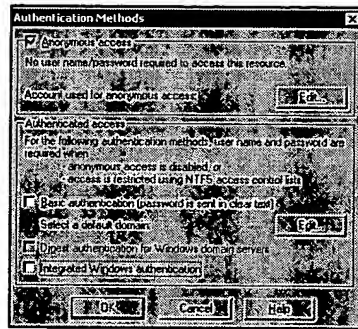 Authentication Methods
Anonymous access
No user name/password required to access this resource.
Account used for anonymous access:
Edit...
Authenticated access
For the following authentication methods, user name and password are
required when
- anonymous access is disabled, or
- access is restricted using NTFS access control lists
Basic authentication (password is sent in clear text)
Select a default domain:
Edit...
Digest authentication for Windows domain servers
Integrated Windows authentication
OK
Cancel
Help